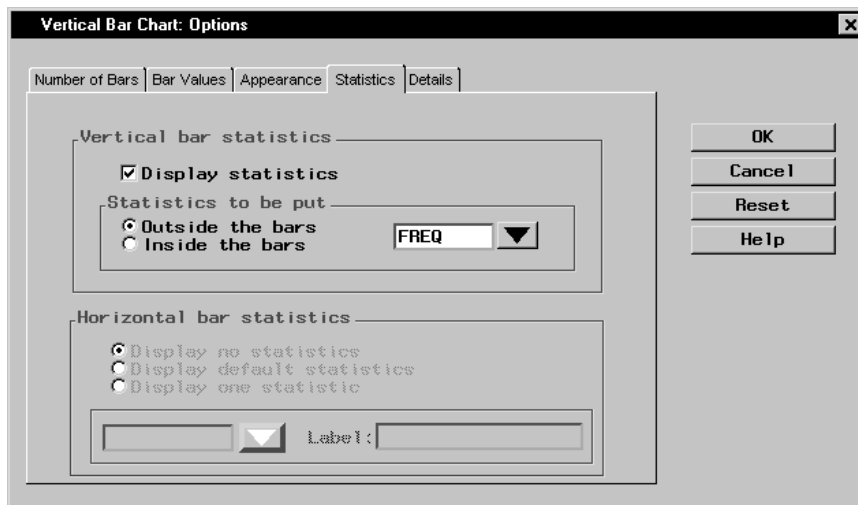 Vertical Bar Chart: Options
Number of Bars Bar Values Appearance Statistics Details
Vertical bar statistics
Display statistics
Statistics to be put
Outside the bars
Inside the bars
FREQ
Horizontal bar statistics
Display no statistics
Display default statistics
Display one statistic
Label:
OK
Cancel
Reset
Help